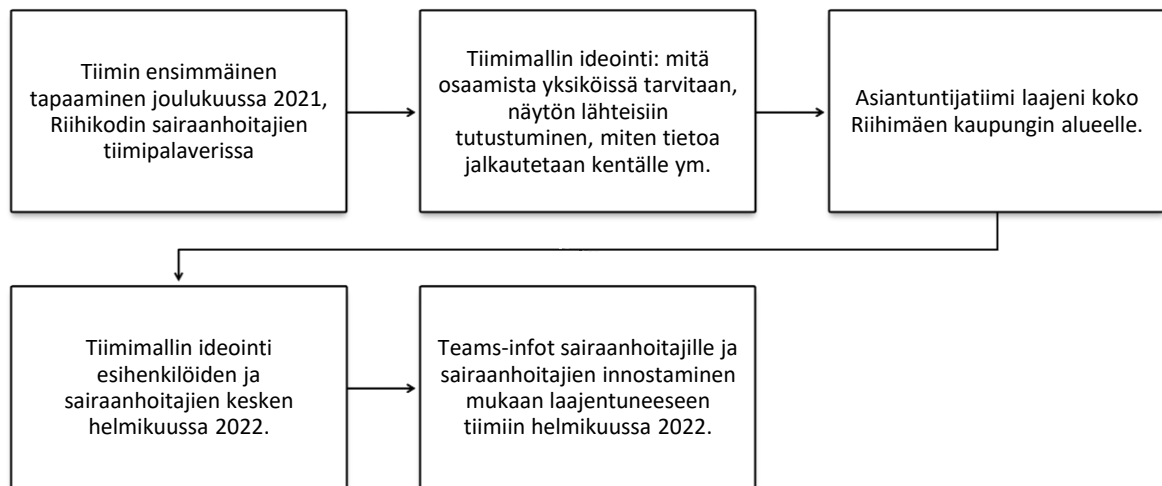 Tiimin ensimmäinen
tapaaminen joulukuussa 2021,
Riihikodin sairaanhoitajien
tiimipalaverissa
Tiimimallin ideointi: mitä
osaamista yksiköissä tarvitaan,
näytön lähteisiin
tutustuminen, miten tietoa
jalkautetaan kentälle ym.
Asiantuntijatiimi laajeni koko
Riihimäen kaupungin alueelle.
Tiimimallin ideointi
esihenkilöiden ja
sairaanhoitajien kesken
helmikuussa 2022.
Teams-infot sairaanhoitajille ja
sairaanhoitajien innostaminen
mukaan laajentuneeseen
tiimiin helmikuussa 2022.